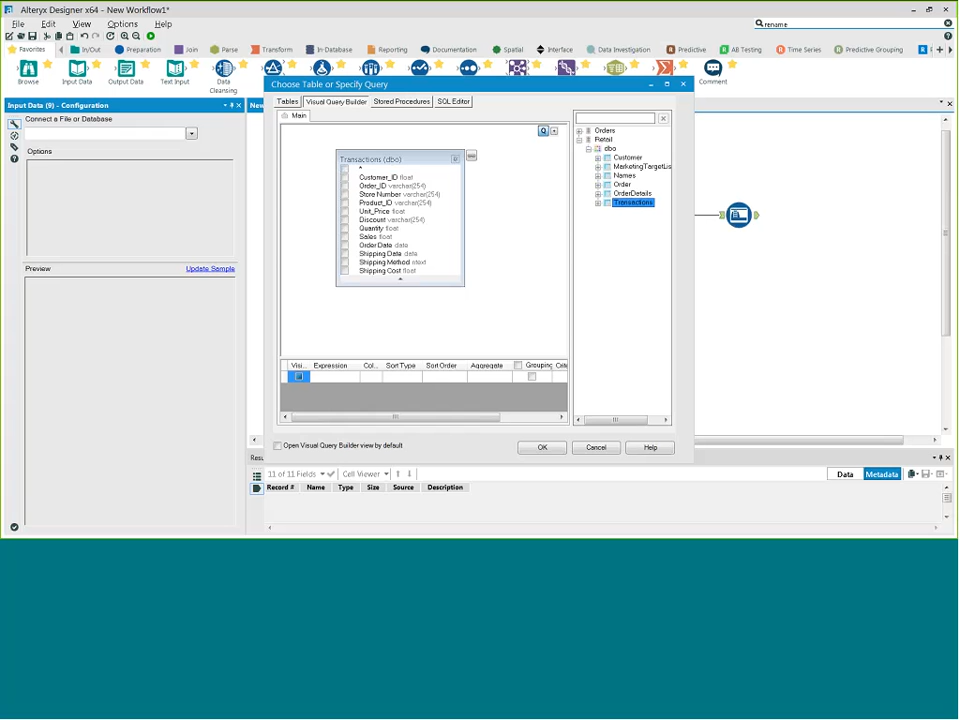 Alteryx Designer x64 - New Workflow1*
File Edit View Options Help
rename
Favorites In/Out Preparation Join Parse Transform In-Database Reporting Documentation Spatial Interface Data Investigation Predictive AB Testing Time Series Predictive Grouping
Browse Input Data Output Data Text Input Data Cleansing Comment
Input Data (9) - Configuration
Connect a File or Database
Options
Preview Update Sample
Choose Table or Specify Query
Tables Visual Query Builder Stored Procedures SQL Editor
Main
Transactions (dbo)
*
Customer_ID float
Order_ID varchar(254)
Store Number varchar(254)
Product_ID varchar(254)
Unit_Price float
Discount varchar(254)
Quantity float
Sales float
Order Date date
Shipping Date date
Shipping Method ntext
Shipping Cost float
Orders
Retail
dbo
Customer
MarketingTargetLis
Names
Order
OrderDetails
Transactions
Visi... Expression Col... Sort Type Sort Order Aggregate Grouping Crite
Open Visual Query Builder view by default
OK Cancel Help
Resu
11 of 11 Fields Cell Viewer Data Metadata
Record # Name Type Size Source Description